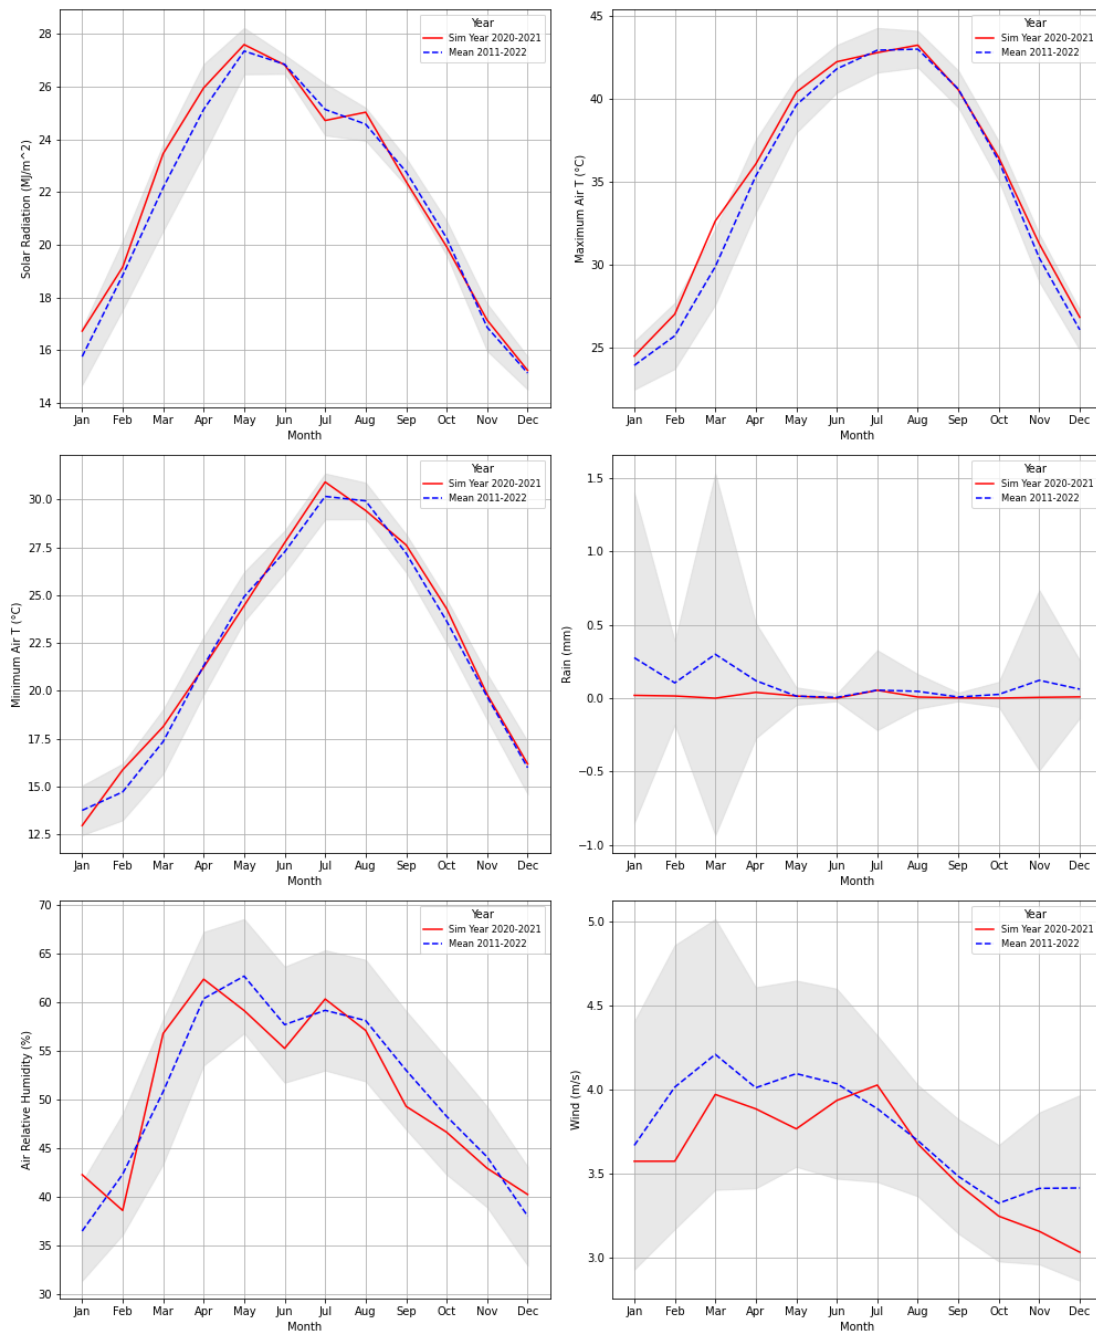 Year
Sim Year 2020-2021
Mean 2011-2022
28
26
24
22
20
18
16
14
Solar Radiation (MJ/m^2)
Jan Feb Mar Apr May Jun Jul Aug Sep Oct Nov Dec
Month
Year
Sim Year 2020-2021
Mean 2011-2022
45
40
35
30
25
Maximum Air T (°C)
Jan Feb Mar Apr May Jun Jul Aug Sep Oct Nov Dec
Month
Year
Sim Year 2020-2021
Mean 2011-2022
30.0
27.5
25.0
22.5
20.0
17.5
15.0
12.5
Minimum Air T (°C)
Jan Feb Mar Apr May Jun Jul Aug Sep Oct Nov Dec
Month
Year
Sim Year 2020-2021
Mean 2011-2022
1.5
1.0
0.5
0.0
−0.5
−1.0
Rain (mm)
Jan Feb Mar Apr May Jun Jul Aug Sep Oct Nov Dec
Month
Year
Sim Year 2020-2021
Mean 2011-2022
70
65
60
55
50
45
40
35
30
Air Relative Humidity (%)
Jan Feb Mar Apr May Jun Jul Aug Sep Oct Nov Dec
Month
Year
Sim Year 2020-2021
Mean 2011-2022
5.0
4.5
4.0
3.5
3.0
Wind (m/s)
Jan Feb Mar Apr May Jun Jul Aug Sep Oct Nov Dec
Month